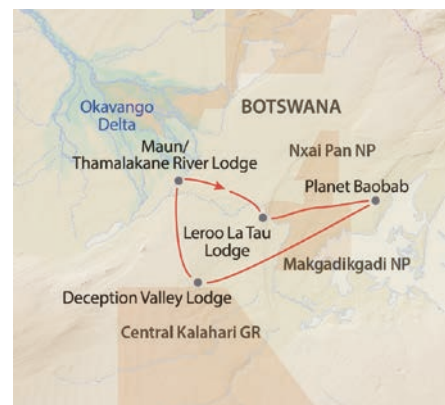 Okavango
Delta
BOTSWANA
Maun/
Thamalakane River Lodge
Nxai Pan NP
Planet Baobab
Leroo La Tau
Lodge
Makgadikgadi NP
Deception Valley Lodge
Central Kalahari GR